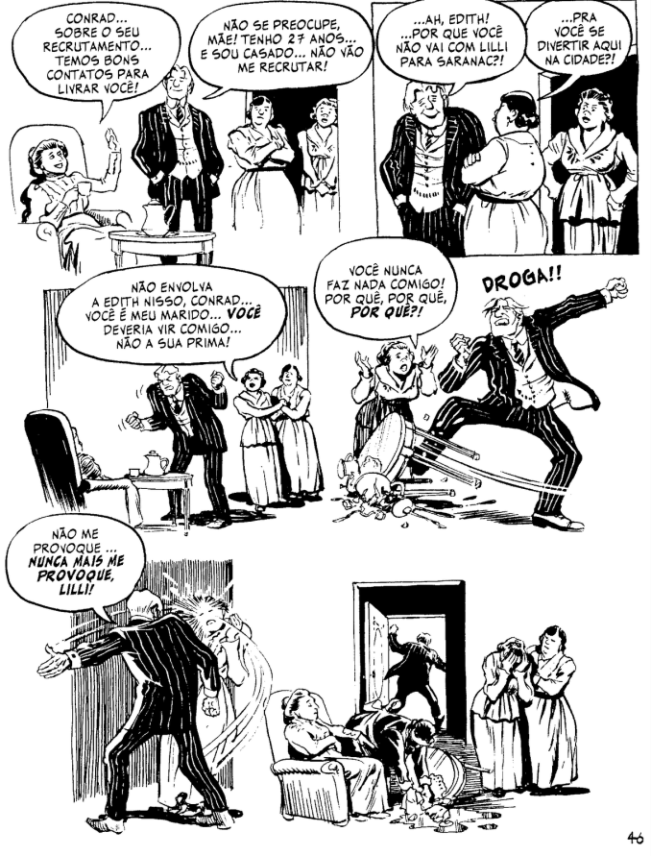 CONRAD...
SOBRE O SEU
RECRUTAMENTO...
TEMOS BONS
CONTATOS PARA
LIVRAR VOCÊ!
NÃO SE PREOCUPE,
MÃE! TENHO 27 ANOS...
E SOU CASADO... NÃO VÃO
ME RECRUTAR!
...AH, EDITH!
...POR QUE VOCÊ
NÃO VAI COM LILLI
PARA SARANAC?!
...PRA
VOCÊ SE
DIVERTIR AQUI
NA CIDADE?!
NÃO ENVOLVA
A EDITH NISSO, CONRAD...
VOCÊ É MEU MARIDO... VOCÊ
DEVERIA VIR COMIGO...
NÃO A SUA PRIMA!
VOCÊ NUNCA
FAZ NADA COMIGO!
POR QUÊ, POR QUÊ,
POR QUÊ?!
DROGA!!
NÃO ME
PROVOQUE ...
NUNCA MAIS ME
PROVOQUE,
LILLI!
46